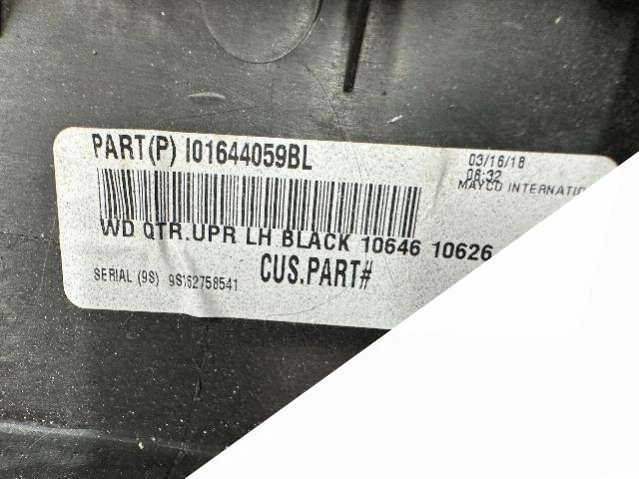 PART(P) I01644059BL
03/16/18
06:32
MAYCO INTERNATIO
WD QTR.UPR LH BLACK 10646 10626
SERIAL (9S) 9S162758541
CUS.PART#